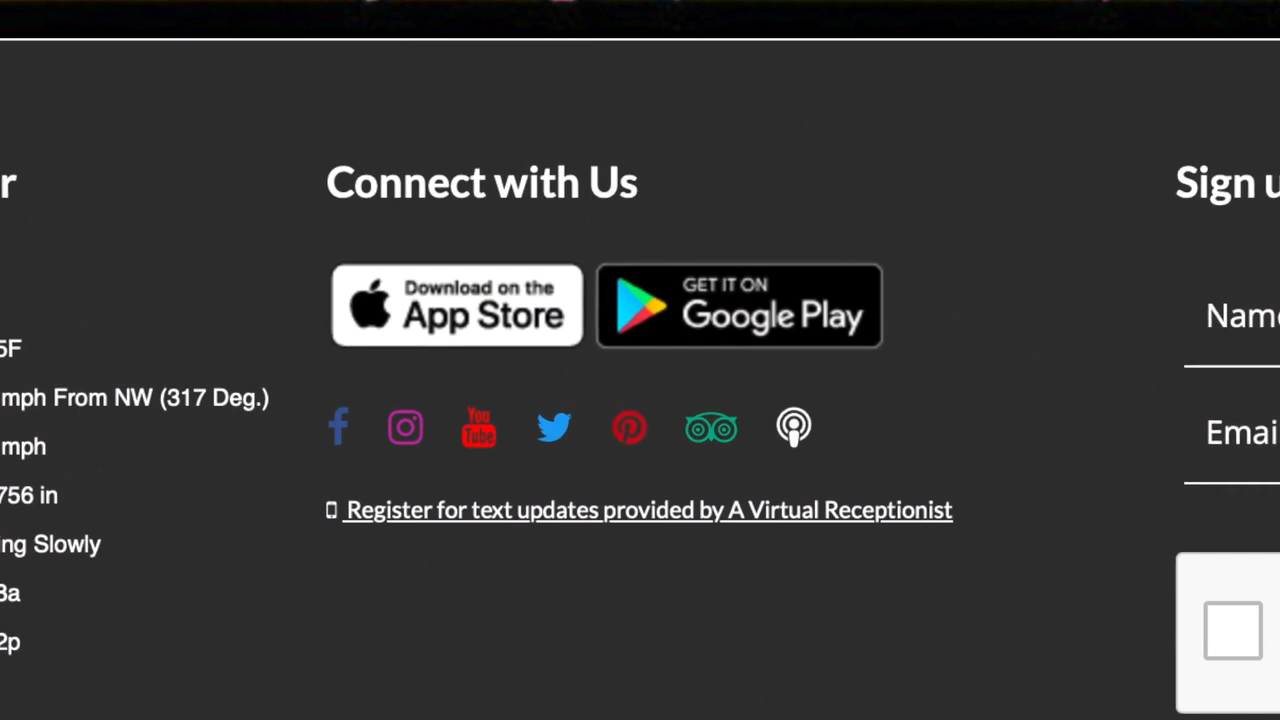 Connect with Us
Download on the
App Store
GET IT ON
Google Play
You
Tube
Register for text updates provided by A Virtual Receptionist
r
5F
mph From NW (317 Deg.)
mph
756 in
ing Slowly
3a
2p
Sign u
Name
Emai